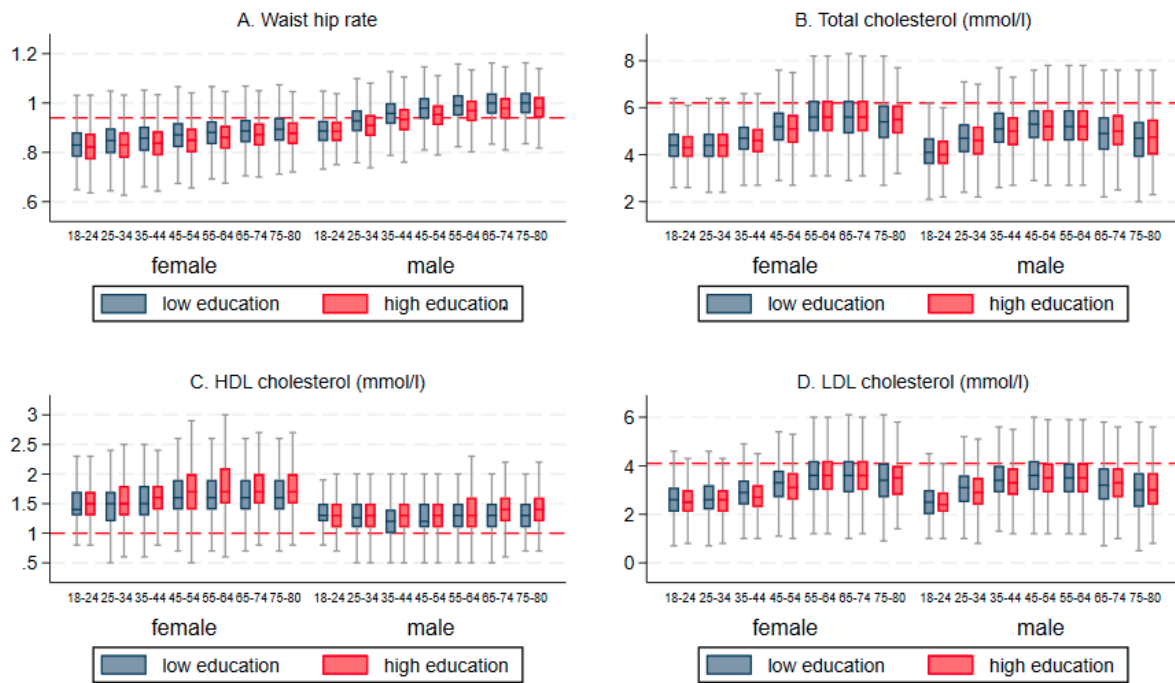 A. Waist hip rate
1.2
1
.8
.6
18-24 25-34 35-44 45-54 55-64 65-74 75-80 18-24 25-34 35-44 45-54 55-64 65-74 75-80
female male
low education high education
B. Total cholesterol (mmol/l)
8
6
4
2
18-24 25-34 35-44 45-54 55-64 65-74 75-80 18-24 25-34 35-44 45-54 55-64 65-74 75-80
female male
low education high education
C. HDL cholesterol (mmol/l)
3
2.5
2
1.5
1
.5
18-24 25-34 35-44 45-54 55-64 65-74 75-80 18-24 25-34 35-44 45-54 55-64 65-74 75-80
female male
low education high education
D. LDL cholesterol (mmol/l)
6
4
2
0
18-24 25-34 35-44 45-54 55-64 65-74 75-80 18-24 25-34 35-44 45-54 55-64 65-74 75-80
female male
low education high education